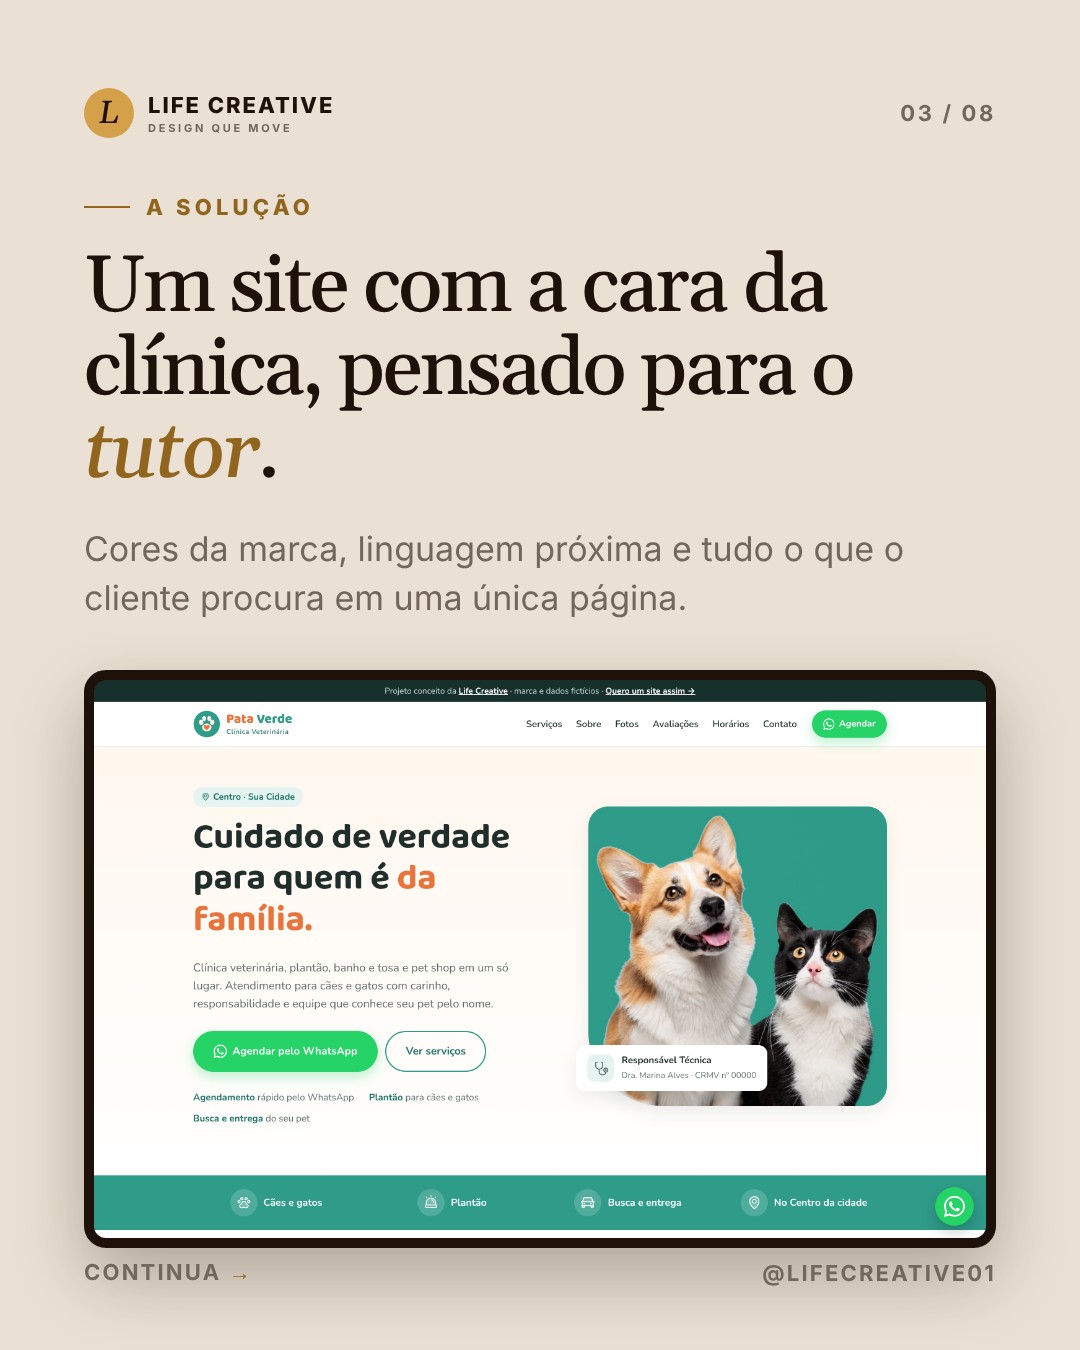 L
LIFE CREATIVE
DESIGN QUE MOVE
03 / 08
A SOLUÇÃO
Um site com a cara da
clínica, pensado para o
tutor.
Cores da marca, linguagem próxima e tudo o que o
cliente procura em uma única página.
Projeto conceito da Life Creative · marca e dados fictícios · Quero um site assim →
Pata Verde
Clínica Veterinária
Serviços Sobre Fotos Avaliações Horários Contato Agendar
Centro · Sua Cidade
Cuidado de verdade
para quem é da
família.
Clínica veterinária, plantão, banho e tosa e pet shop em um só
lugar. Atendimento para cães e gatos com carinho,
responsabilidade e equipe que conhece seu pet pelo nome.
Agendar pelo WhatsApp Ver serviços
Agendamento rápido pelo WhatsApp Plantão para cães e gatos
Busca e entrega do seu pet
Responsável Técnica
Dra. Marina Alves · CRMV nº 00000
Cães e gatos Plantão Busca e entrega No Centro da cidade
CONTINUA →
@LIFECREATIVE01